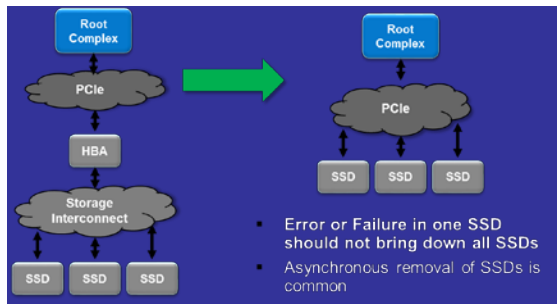 Root
Complex
PCIe
HBA
Storage
Interconnect
SSD SSD SSD
Root
Complex
PCIe
SSD SSD SSD
▪ Error or Failure in one SSD
should not bring down all SSDs
▪ Asynchronous removal of SSDs is
common